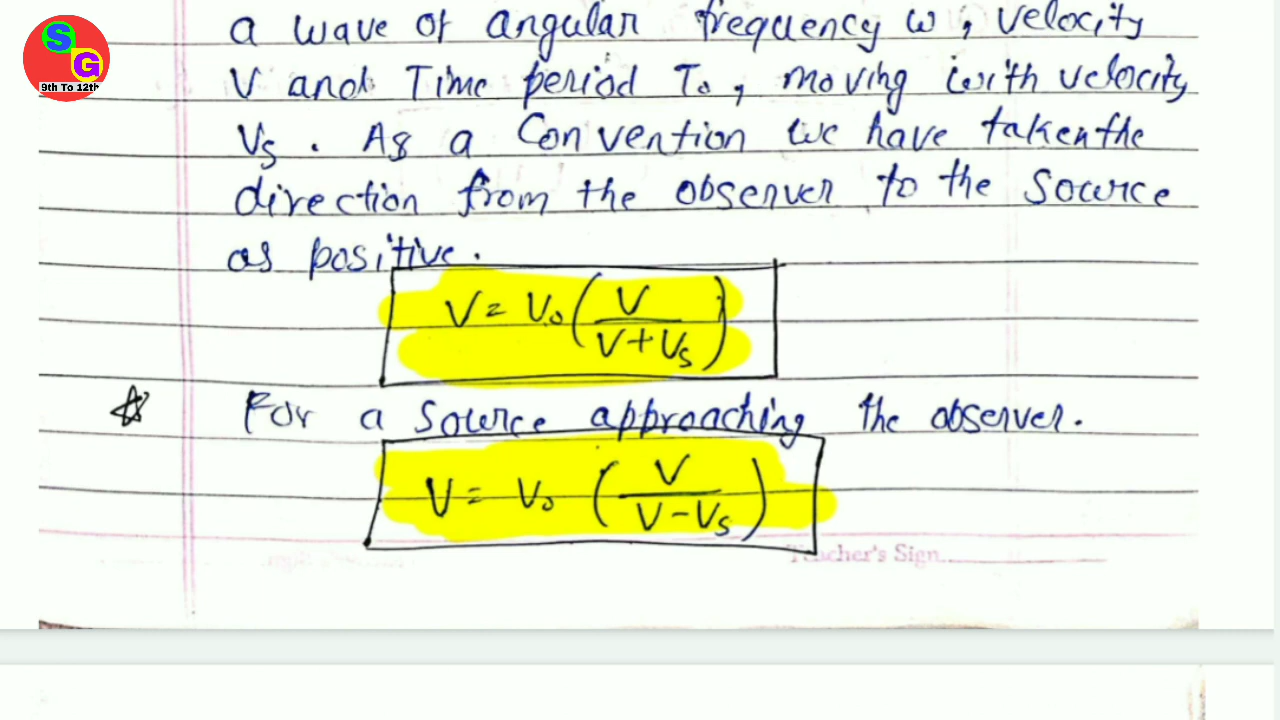 SG
9th To 12th
a wave of angular frequency ω, velocity
V and Time period T₀, moving with velocity
Vs. As a Convention we have taken the
direction from the observer to the Source
as positive.
V = V₀ (V / V + Vs)
☆ For a Source approaching the observer.
V = V₀ (V / V - Vs)
Teacher's Sign